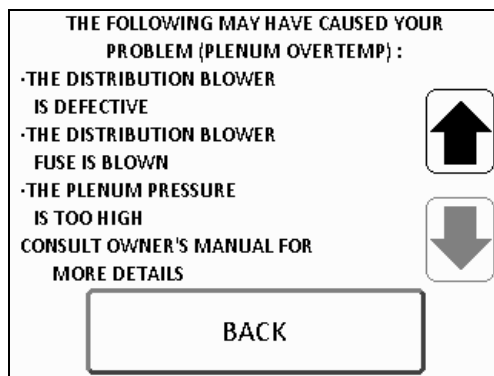 THE FOLLOWING MAY HAVE CAUSED YOUR
PROBLEM (PLENUM OVERTEMP) :
·THE DISTRIBUTION BLOWER
IS DEFECTIVE
·THE DISTRIBUTION BLOWER
FUSE IS BLOWN
·THE PLENUM PRESSURE
IS TOO HIGH
CONSULT OWNER'S MANUAL FOR
MORE DETAILS
BACK